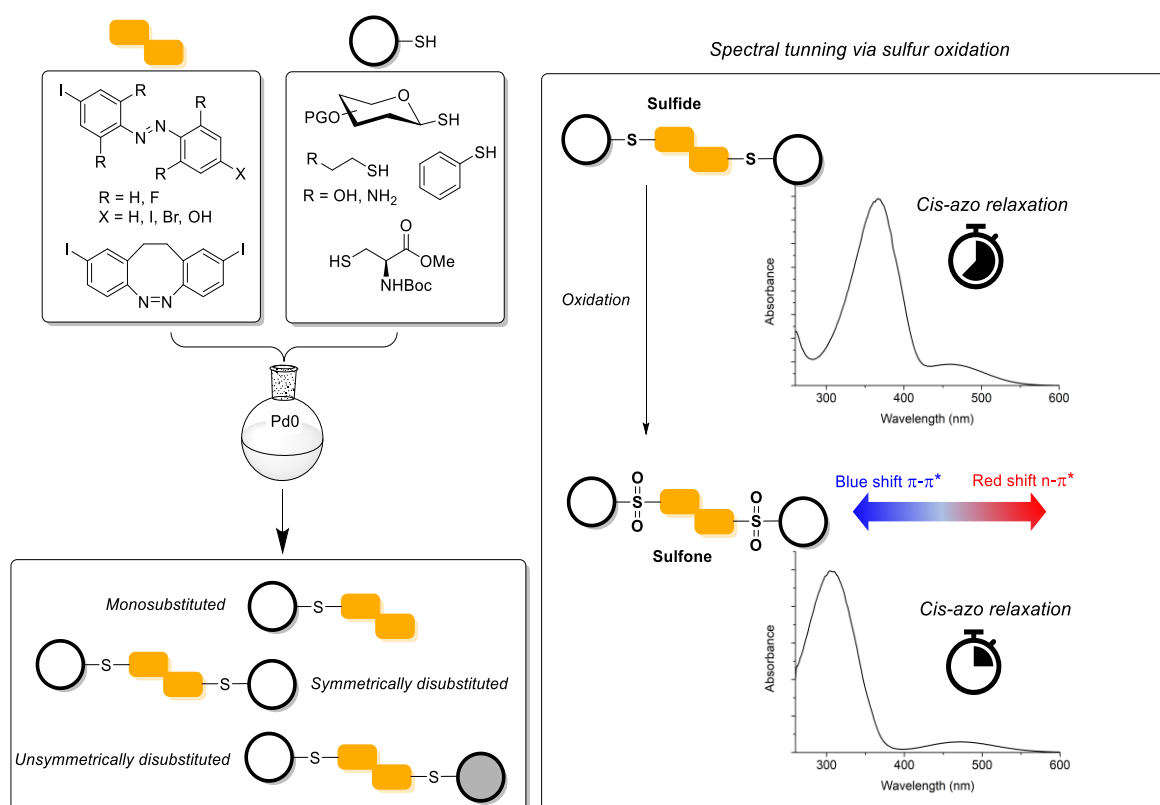 SH
I
R
R
N
N
R
R
X
R = H, F
X = H, I, Br, OH
I
I
N=N
O
PGO
SH
R
SH
SH
R = OH, NH2
O
HS
OMe
NHBoc
Pd0
Monosubstituted
S
S
S
Symmetrically disubstituted
Unsymmetrically disubstituted
S
S
Spectral tunning via sulfur oxidation
Sulfide
S
S
Oxidation
Cis-azo relaxation
Absorbance
300
400
500
600
Wavelength (nm)
O
S
O
O
S
O
Sulfone
Blue shift π-π*
Red shift n-π*
Cis-azo relaxation
Absorbance
300
400
500
600
Wavelength (nm)